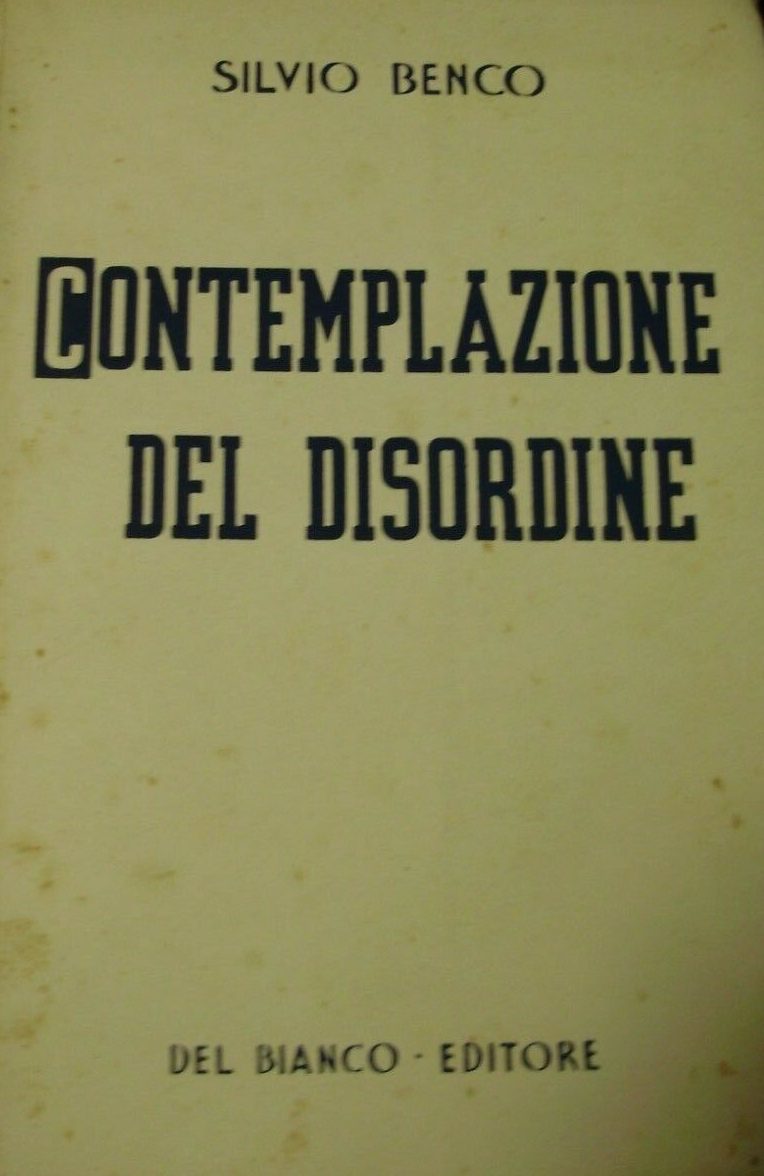 SILVIO BENCO
CONTEMPLAZIONE
DEL DISORDINE
DEL BIANCO - EDITORE